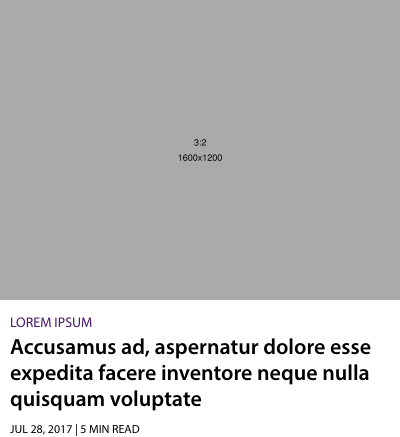 3:2
1600x1200
LOREM IPSUM
Accusamus ad, aspernatur dolore esse
expedita facere inventore neque nulla
quisquam voluptate
JUL 28, 2017 | 5 MIN READ